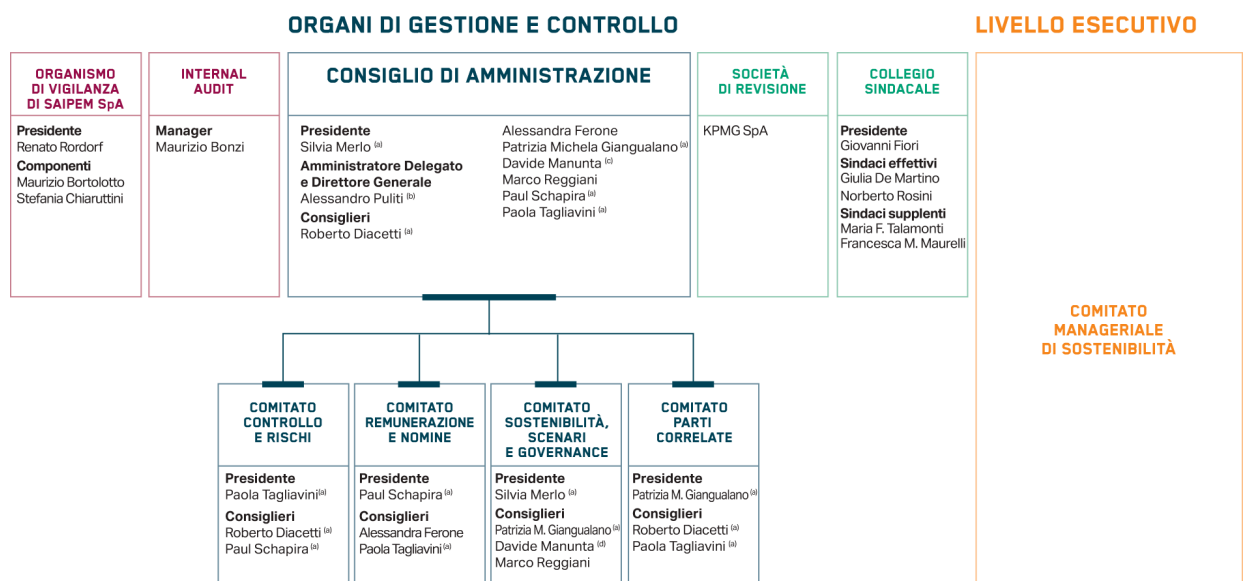 ORGANI DI GESTIONE E CONTROLLO
LIVELLO ESECUTIVO
ORGANISMO
DI VIGILANZA
DI SAIPEM SpA
Presidente
Renato Rordorf
Componenti
Maurizio Bortolotto
Stefania Chiaruttini
INTERNAL
AUDIT
Manager
Maurizio Bonzi
CONSIGLIO DI AMMINISTRAZIONE
Presidente
Silvia Merlo (a)
Amministratore Delegato
e Direttore Generale
Alessandro Puliti (b)
Consiglieri
Roberto Diacetti (a)
Alessandra Ferone
Patrizia Michela Giangualano (a)
Davide Manunta (c)
Marco Reggiani
Paul Schapira (a)
Paola Tagliavini (a)
SOCIETÀ
DI REVISIONE
KPMG SpA
COLLEGIO
SINDACALE
Presidente
Giovanni Fiori
Sindaci effettivi
Giulia De Martino
Norberto Rosini
Sindaci supplenti
Maria F. Talamonti
Francesca M. Maurelli
COMITATO
MANAGERIALE
DI SOSTENIBILITÀ
COMITATO
CONTROLLO
E RISCHI
Presidente
Paola Tagliavini (a)
Consiglieri
Roberto Diacetti (a)
Paul Schapira (a)
COMITATO
REMUNERAZIONE
E NOMINE
Presidente
Paul Schapira (a)
Consiglieri
Alessandra Ferone
Paola Tagliavini (a)
COMITATO
SOSTENIBILITÀ,
SCENARI
E GOVERNANCE
Presidente
Silvia Merlo (a)
Consiglieri
Patrizia M. Giangualano (a)
Davide Manunta (d)
Marco Reggiani
COMITATO
PARTI
CORRELATE
Presidente
Patrizia M. Giangualano (a)
Consiglieri
Roberto Diacetti (a)
Paola Tagliavini (a)